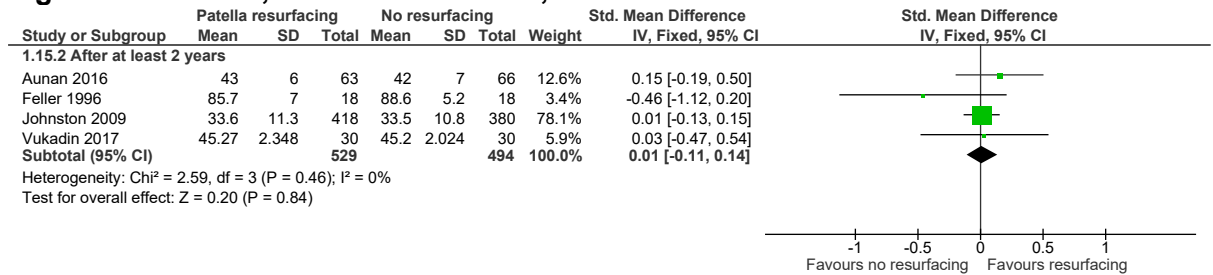 Patella resurfacing No resurfacing Std. Mean Difference Std. Mean Difference
Study or Subgroup Mean SD Total Mean SD Total Weight IV, Fixed, 95% CI IV, Fixed, 95% CI
1.15.2 After at least 2 years
Aunan 2016 43 6 63 42 7 66 12.6% 0.15 [-0.19, 0.50]
Feller 1996 85.7 7 18 88.6 5.2 18 3.4% -0.46 [-1.12, 0.20]
Johnston 2009 33.6 11.3 418 33.5 10.8 380 78.1% 0.01 [-0.13, 0.15]
Vukadin 2017 45.27 2.348 30 45.2 2.024 30 5.9% 0.03 [-0.47, 0.54]
Subtotal (95% CI) 529 494 100.0% 0.01 [-0.11, 0.14]
Heterogeneity: Chi² = 2.59, df = 3 (P = 0.46); I² = 0%
Test for overall effect: Z = 0.20 (P = 0.84)
-1 -0.5 0 0.5 1
Favours no resurfacing Favours resurfacing